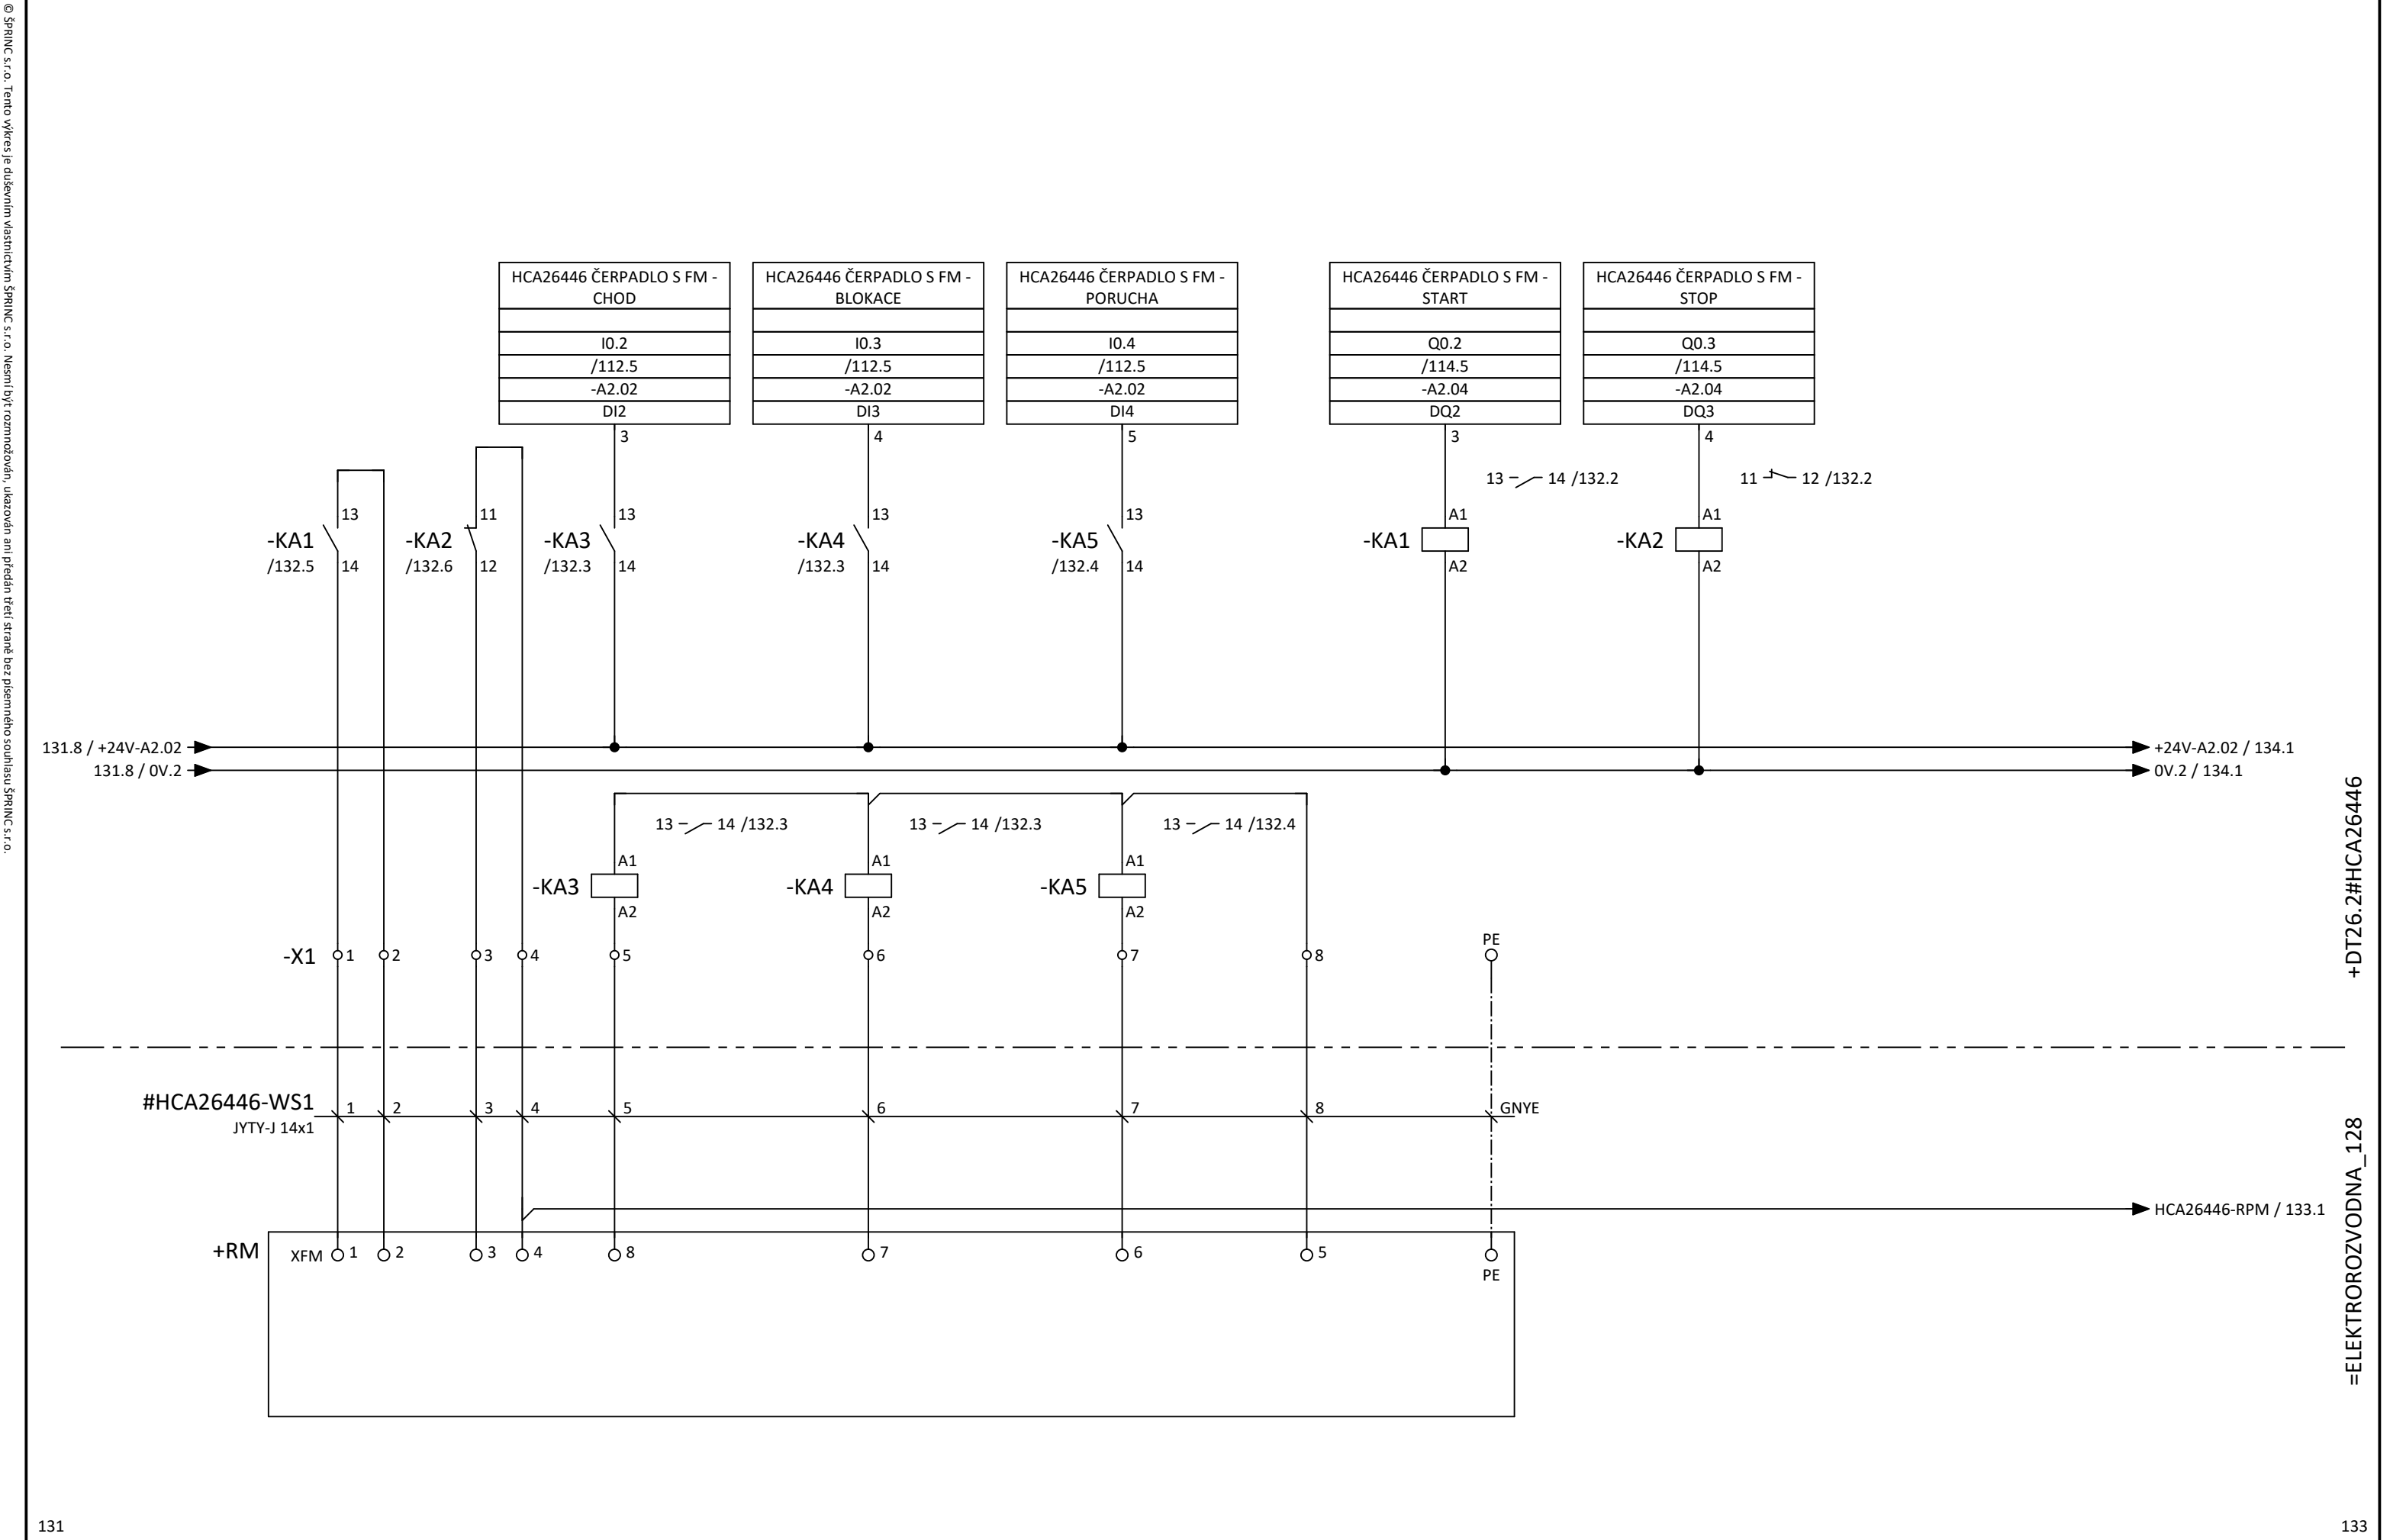 © ŠPRINC s.r.o. Tento výkres je duševním vlastnictvím ŠPRINC s.r.o. Nesmí být rozmnožován, ukazován ani předán třetí straně bez písemného souhlasu ŠPRINC s.r.o.
HCA26446 ČERPADLO S FM -
CHOD
I0.2
/112.5
-A2.02
DI2
3
HCA26446 ČERPADLO S FM -
BLOKACE
I0.3
/112.5
-A2.02
DI3
4
HCA26446 ČERPADLO S FM -
PORUCHA
I0.4
/112.5
-A2.02
DI4
5
HCA26446 ČERPADLO S FM -
START
Q0.2
/114.5
-A2.04
DQ2
3
HCA26446 ČERPADLO S FM -
STOP
Q0.3
/114.5
-A2.04
DQ3
4
13 14 /132.2
11 12 /132.2
13
-KA1
/132.5 14
11
-KA2
/132.6 12
13
-KA3
/132.3 14
13
-KA4
/132.3 14
13
-KA5
/132.4 14
A1
-KA1
A2
A1
-KA2
A2
131.8 / +24V-A2.02
+24V-A2.02 / 134.1
131.8 / 0V.2
0V.2 / 134.1
13 14 /132.3
13 14 /132.3
13 14 /132.4
A1
-KA3
A2
A1
-KA4
A2
A1
-KA5
A2
PE
-X1 1 2 3 4 5 6 7 8
+DT26.2#HCA26446
#HCA26446-WS1 1 2 3 4 5 6 7 8 GNYE
JYTY-J 14x1
HCA26446-RPM / 133.1
+RM XFM 1 2 3 4 8 7 6 5
PE
=ELEKTROROZVODNA_128
131
133